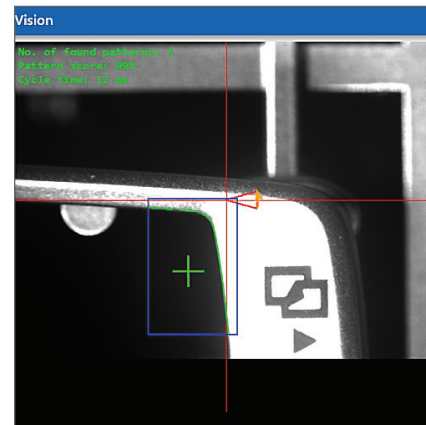 Vision
No. of found patterns: 1
Pattern score: 99%
Cycle time: 12 ms